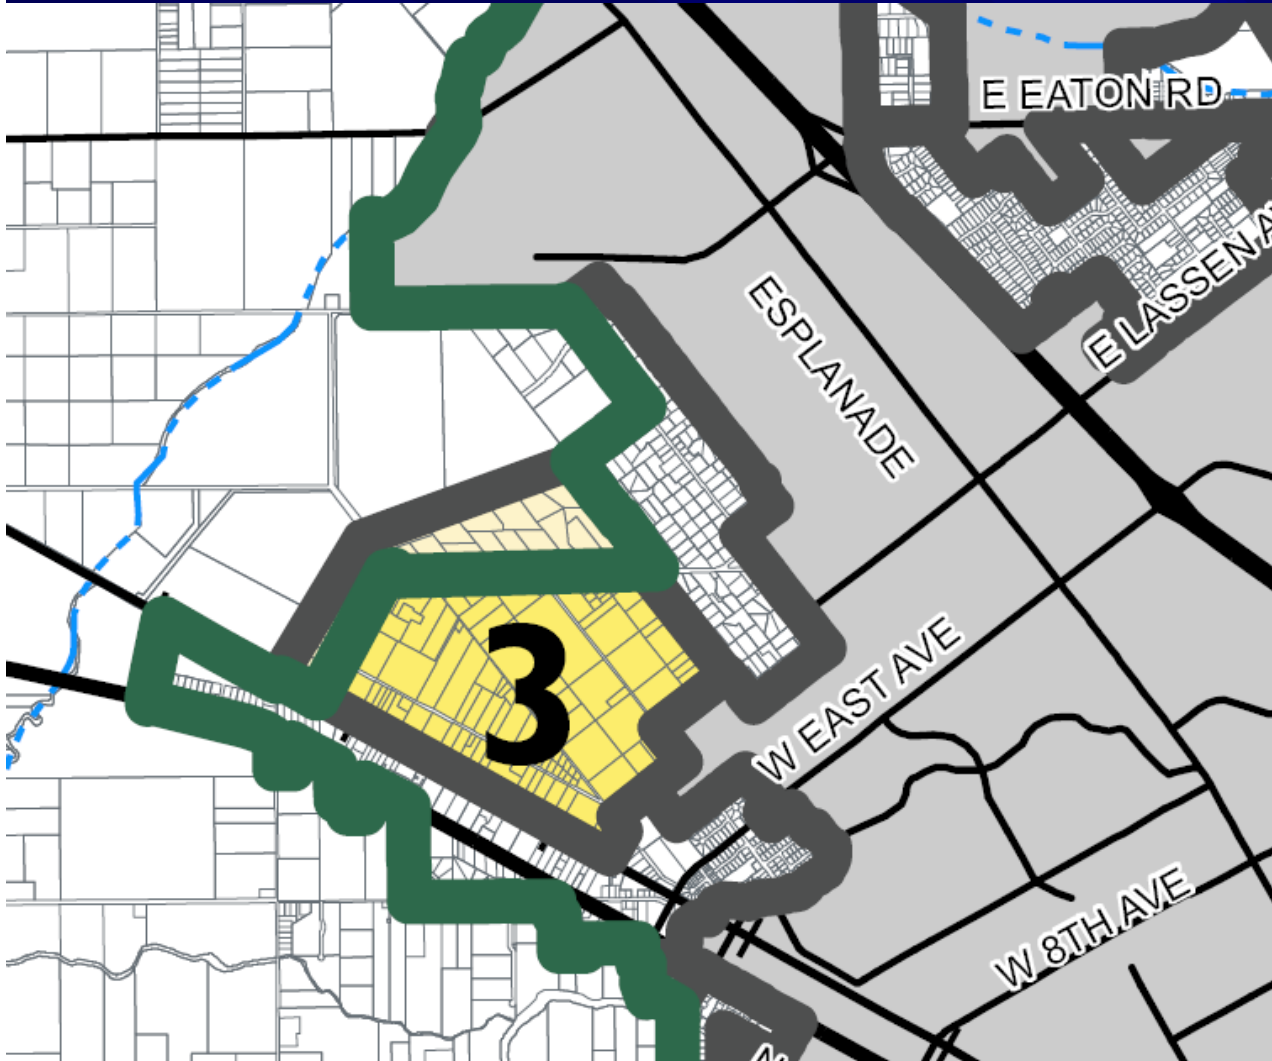 E EATON RD
E LASSEN
ESPLANADE
3
W EAST AVE
W 8TH AVE